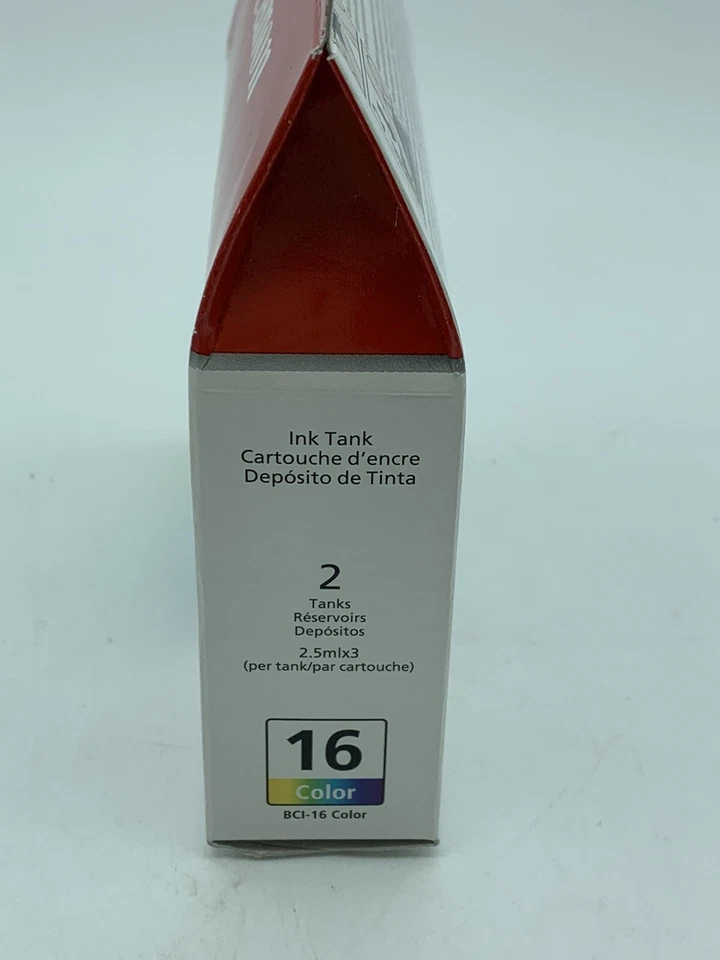 Ink Tank
Cartouche d'encre
Depósito de Tinta
2
Tanks
Réservoirs
Depósitos
2.5mlx3
(per tank/par cartouche)
16
Color
BCI-16 Color